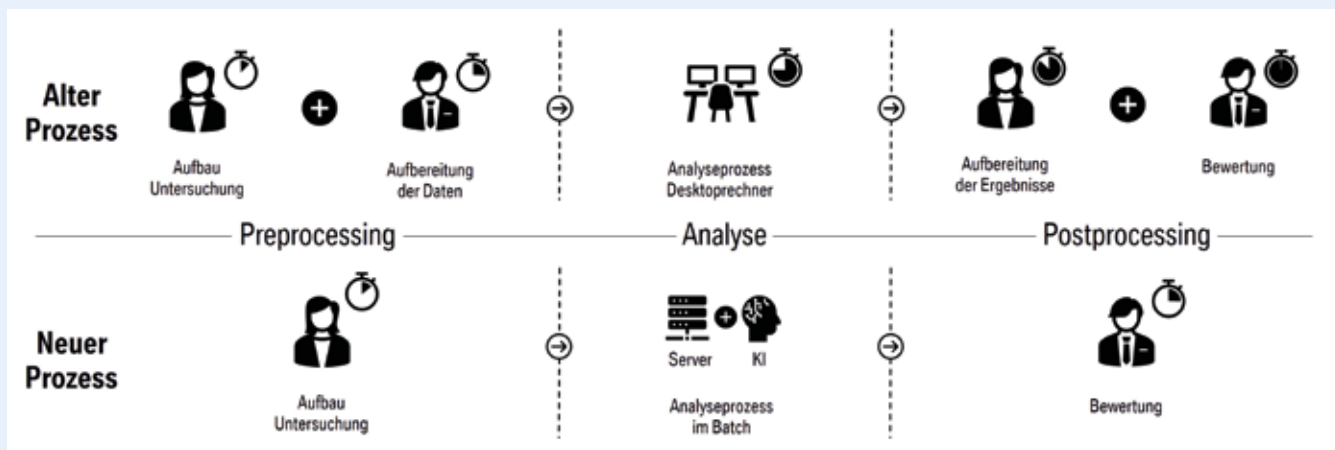 Alter
Prozess
Aufbau
Untersuchung
Aufbereitung
der Daten
Analyseprozess
Desktoprechner
Aufbereitung
der Ergebnisse
Bewertung
Preprocessing
Analyse
Postprocessing
Neuer
Prozess
Aufbau
Untersuchung
Server
KI
Analyseprozess
im Batch
Bewertung